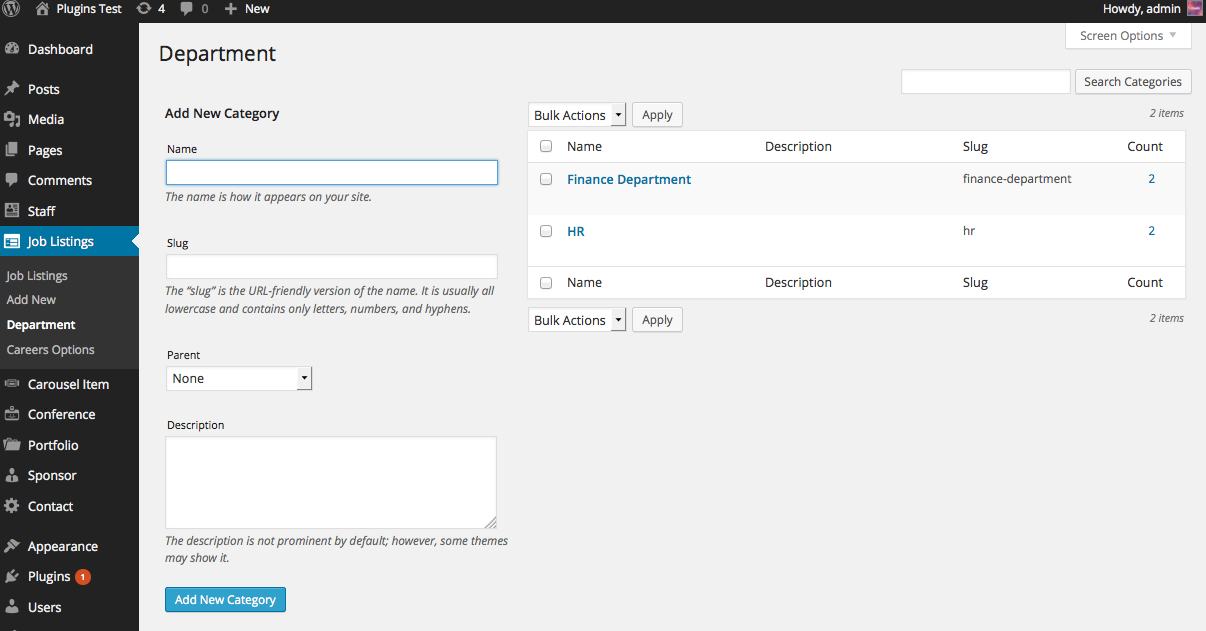 Plugins Test 4 0 New Howdy, admin
Dashboard
Posts
Media
Pages
Comments
Staff
Job Listings
Job Listings
Add New
Department
Careers Options
Carousel Item
Conference
Portfolio
Sponsor
Contact
Appearance
Plugins 1
Users
Screen Options
Department
Search Categories
Add New Category
Name
The name is how it appears on your site.
Slug
The “slug” is the URL-friendly version of the name. It is usually all
lowercase and contains only letters, numbers, and hyphens.
Parent
None
Description
The description is not prominent by default; however, some themes
may show it.
Add New Category
Bulk Actions Apply 2 items
Name Description Slug Count
Finance Department finance-department 2
HR hr 2
Name Description Slug Count
Bulk Actions Apply 2 items